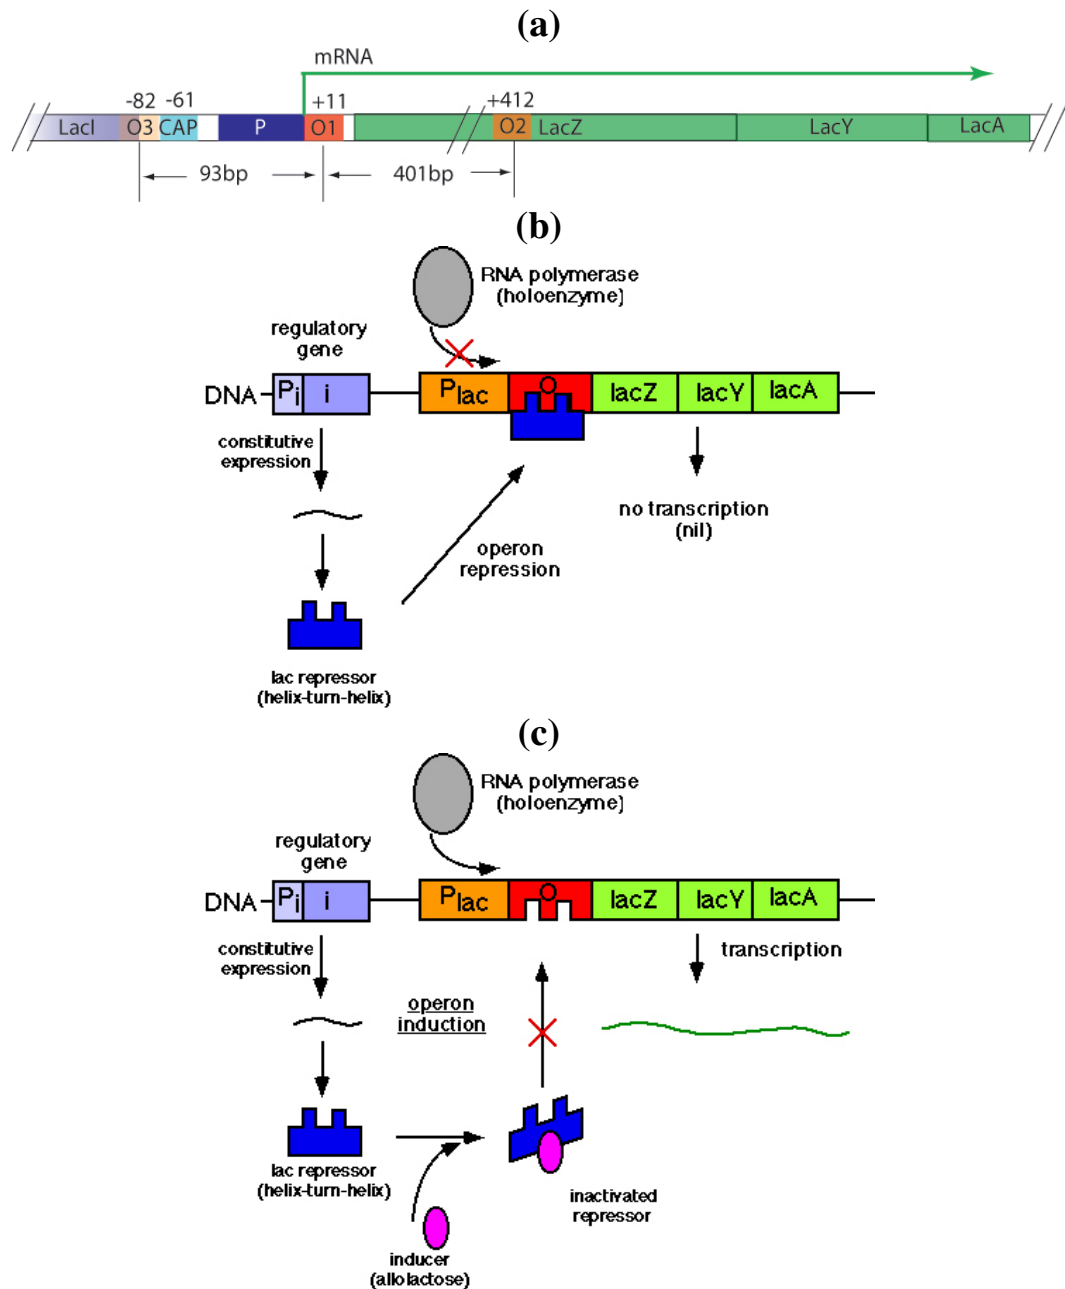 (a)
mRNA
-82 -61 +11 +412
LacI O3 CAP P O1 O2 LacZ LacY LacA
93bp 401bp
(b)
RNA polymerase
(holoenzyme)
regulatory
gene
DNA Pi i Plac O lacZ lacY lacA
constitutive
expression
no transcription
(nil)
operon
repression
lac repressor
(helix-turn-helix)
(c)
RNA polymerase
(holoenzyme)
regulatory
gene
DNA Pi i Plac O lacZ lacY lacA
constitutive
expression
transcription
operon
induction
lac repressor
(helix-turn-helix)
inactivated
repressor
inducer
(allolactose)